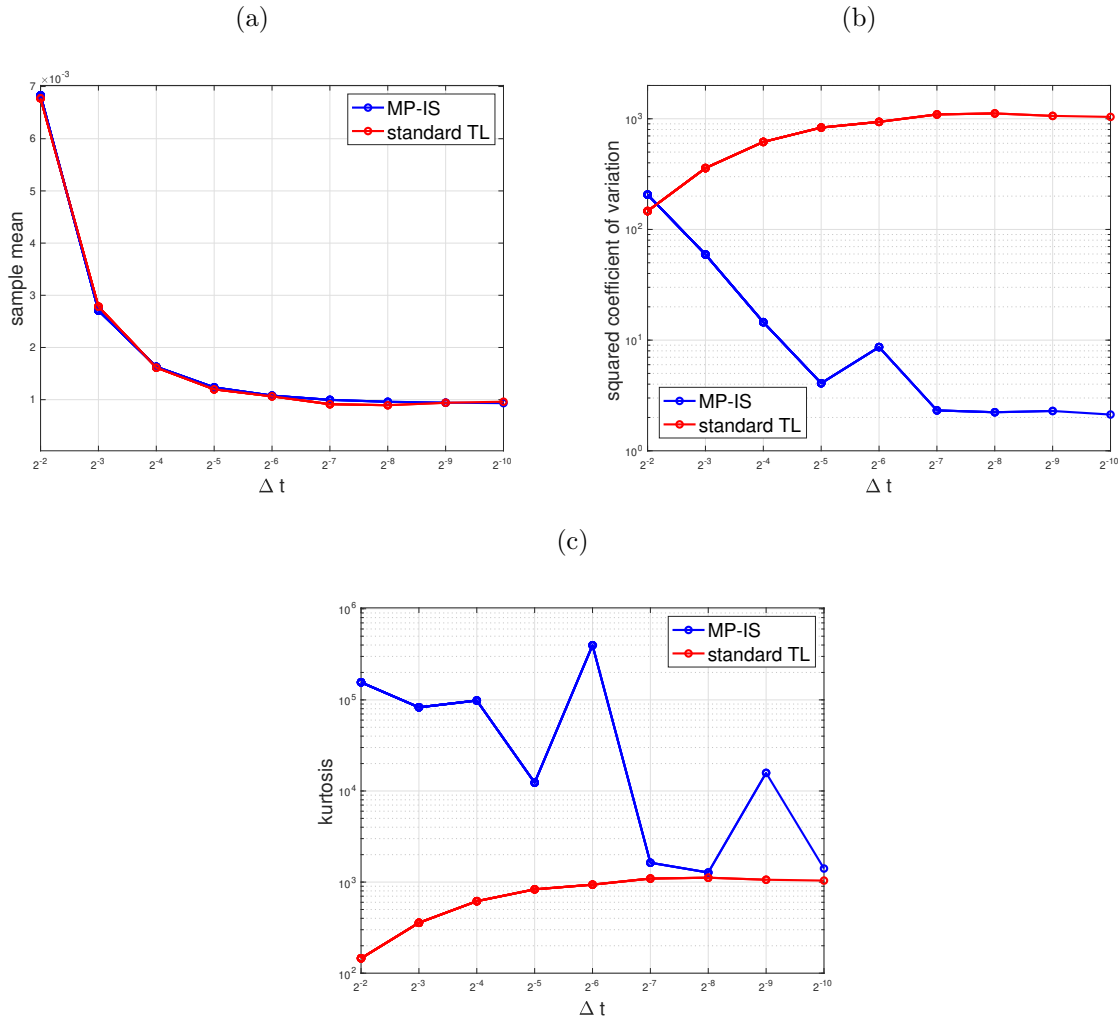 (a)
×10⁻³
7
6
5
4
3
2
1
sample mean
MP-IS
standard TL
2⁻² 2⁻³ 2⁻⁴ 2⁻⁵ 2⁻⁶ 2⁻⁷ 2⁻⁸ 2⁻⁹ 2⁻¹⁰
Δ t
(b)
10³
10²
10¹
10⁰
squared coefficient of variation
MP-IS
standard TL
2⁻² 2⁻³ 2⁻⁴ 2⁻⁵ 2⁻⁶ 2⁻⁷ 2⁻⁸ 2⁻⁹ 2⁻¹⁰
Δ t
(c)
10⁶
10⁵
10⁴
10³
10²
kurtosis
MP-IS
standard TL
2⁻² 2⁻³ 2⁻⁴ 2⁻⁵ 2⁻⁶ 2⁻⁷ 2⁻⁸ 2⁻⁹ 2⁻¹⁰
Δ t